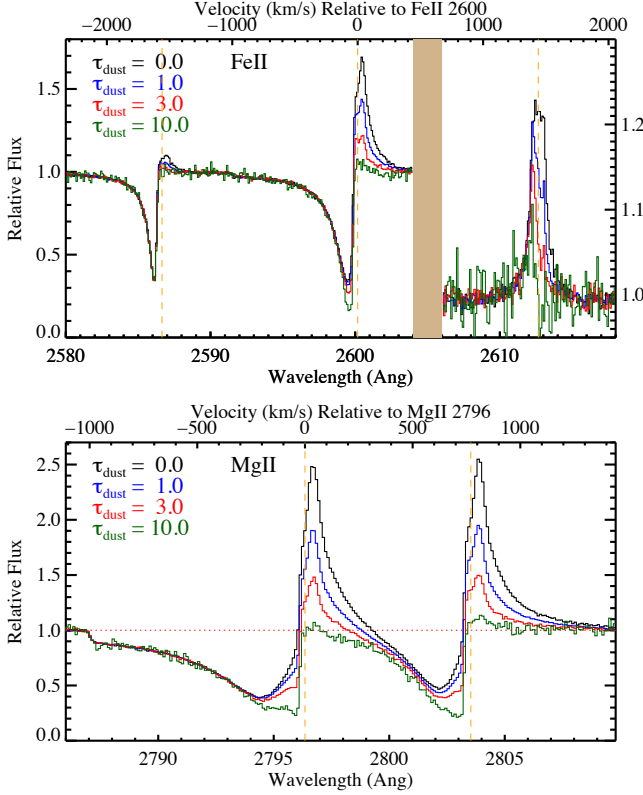 Velocity (km/s) Relative to FeII 2600
−2000 −1500 −1000 −500 0 500 1000 1500 2000
τdust = 0.0 FeII
τdust = 1.0
τdust = 3.0
τdust = 10.0
1.5
1.0
0.5
0.0
Relative Flux
1.2
1.1
1.0
2580 2590 2600 2610
Wavelength (Ang)
Velocity (km/s) Relative to MgII 2796
−1000 −500 0 500 1000
τdust = 0.0 MgII
τdust = 1.0
τdust = 3.0
τdust = 10.0
2.5
2.0
1.5
1.0
0.5
0.0
Relative Flux
2790 2795 2800 2805
Wavelength (Ang)